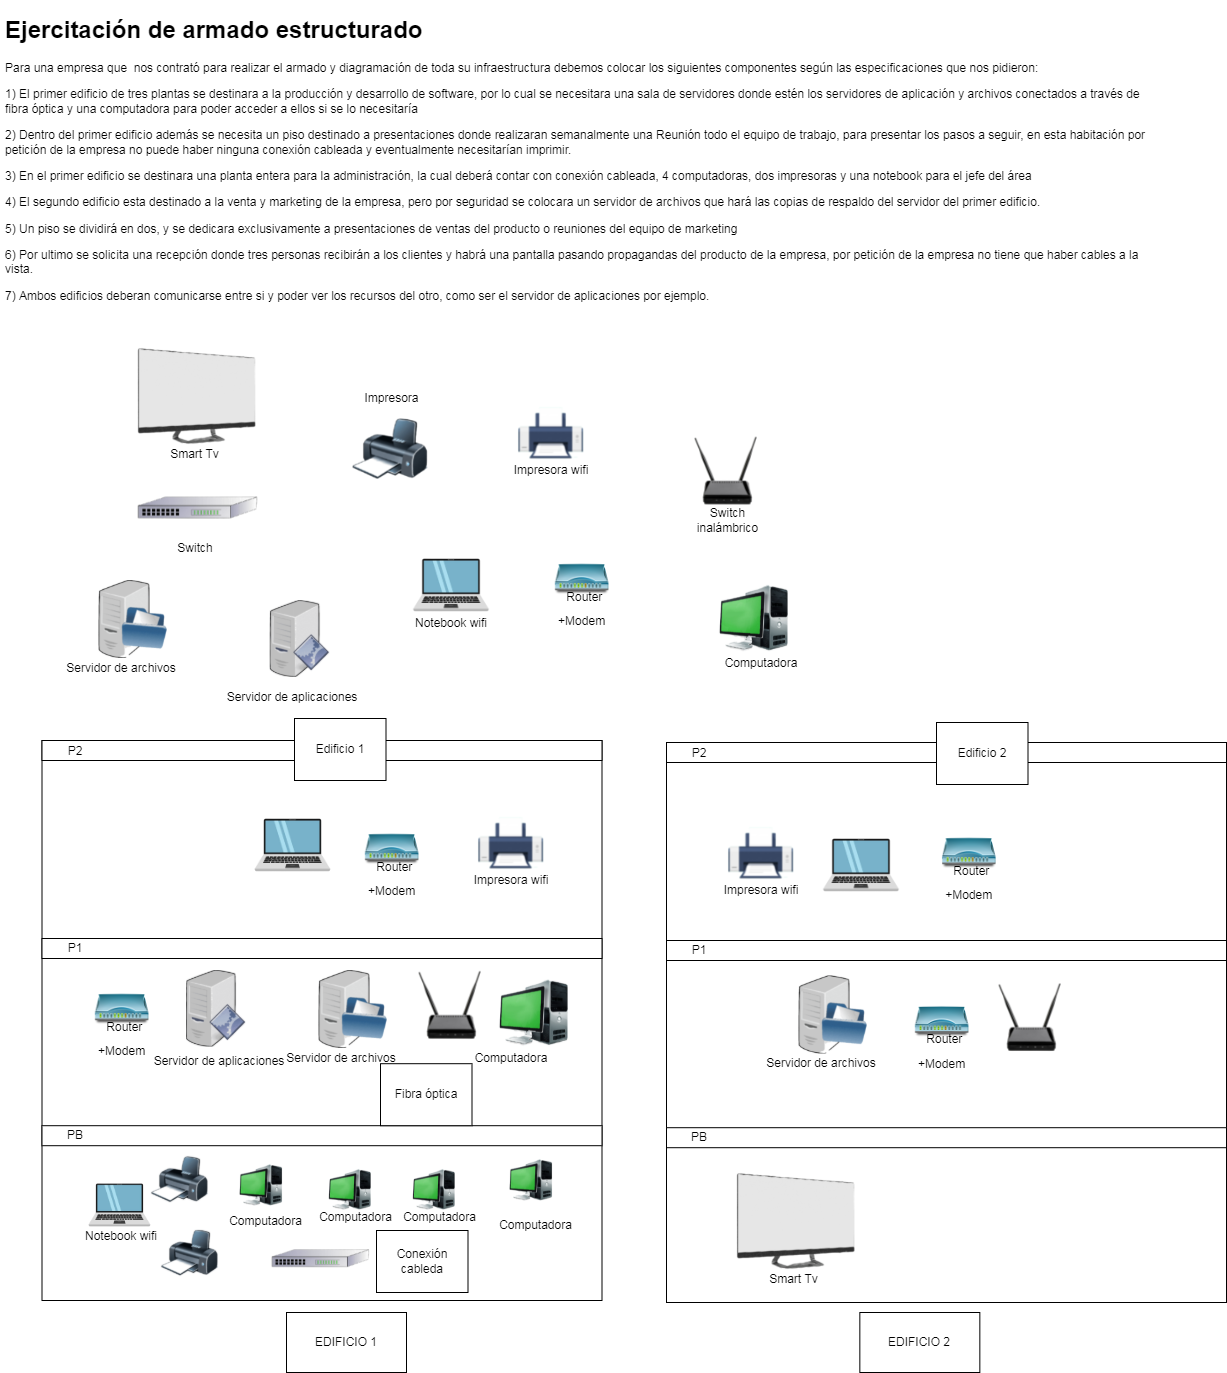 Ejercitación de armado estructurado
Para una empresa que  nos contrató para realizar el armado y diagramación de toda su infraestructura debemos colocar los siguientes componentes según las especificaciones que nos pidieron:
1) El primer edificio de tres plantas se destinara a la producción y desarrollo de software, por lo cual se necesitara una sala de servidores donde estén los servidores de aplicación y archivos conectados a través de
fibra óptica y una computadora para poder acceder a ellos si se lo necesitaría
2) Dentro del primer edificio además se necesita un piso destinado a presentaciones donde realizaran semanalmente una Reunión todo el equipo de trabajo, para presentar los pasos a seguir, en esta habitación por
petición de la empresa no puede haber ninguna conexión cableada y eventualmente necesitarían imprimir.
3) En el primer edificio se destinara una planta entera para la administración, la cual deberá contar con conexión cableada, 4 computadoras, dos impresoras y una notebook para el jefe del área
4) El segundo edificio esta destinado a la venta y marketing de la empresa, pero por seguridad se colocara un servidor de archivos que hará las copias de respaldo del servidor del primer edificio.
5) Un piso se dividirá en dos, y se dedicara exclusivamente a presentaciones de ventas del producto o reuniones del equipo de marketing
6) Por ultimo se solicita una recepción donde tres personas recibirán a los clientes y habrá una pantalla pasando propagandas del producto de la empresa, por petición de la empresa no tiene que haber cables a la
vista.
7) Ambos edificios deberan comunicarse entre si y poder ver los recursos del otro, como ser el servidor de aplicaciones por ejemplo.
Smart Tv
Impresora
Impresora wifi
Switch
inalámbrico
Switch
Notebook wifi
Router
+Modem
Computadora
Servidor de archivos
Servidor de aplicaciones
Edificio 1
P2
Router
+Modem
Impresora wifi
P1
Router
+Modem
Servidor de aplicaciones
Servidor de archivos
Computadora
Fibra óptica
PB
Notebook wifi
Computadora
Computadora
Computadora
Computadora
Conexión
cableda
EDIFICIO 1
Edificio 2
P2
Impresora wifi
Router
+Modem
P1
Servidor de archivos
Router
+Modem
PB
Smart Tv
EDIFICIO 2